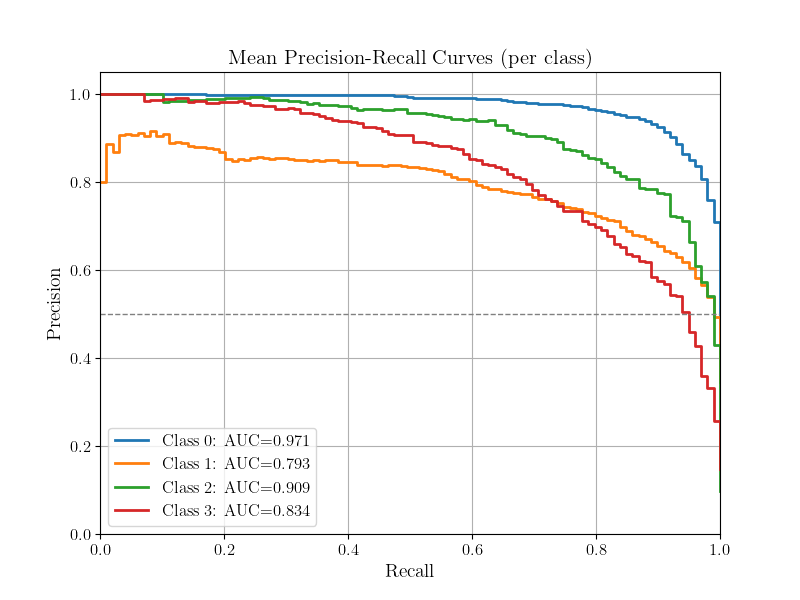 Mean Precision-Recall Curves (per class)
Precision
1.0
0.8
0.6
0.4
0.2
0.0
Class 0: AUC=0.971
Class 1: AUC=0.793
Class 2: AUC=0.909
Class 3: AUC=0.834
0.0 0.2 0.4 0.6 0.8 1.0
Recall